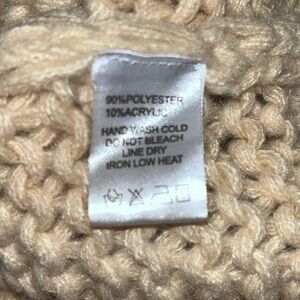 90%POLYESTER
10%ACRYLIC
HAND WASH COLD
DO NOT BLEACH
LINE DRY
IRON LOW HEAT